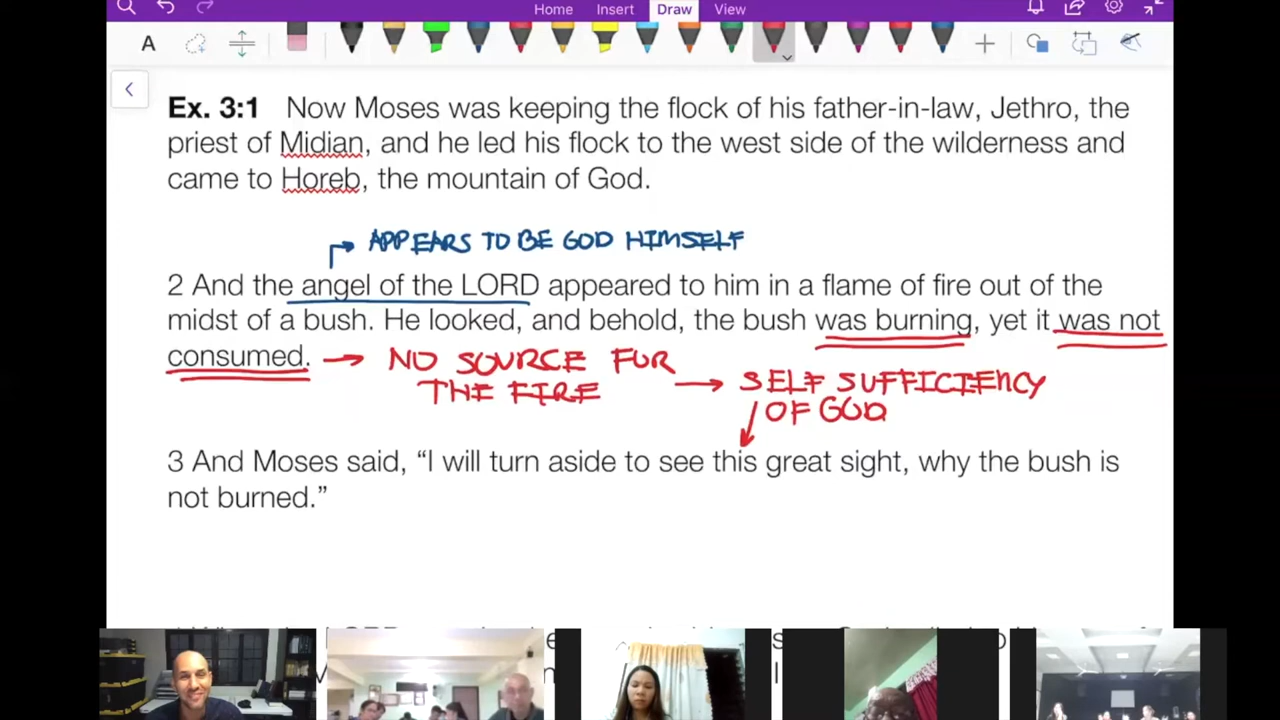 Home Insert Draw View
A
Ex. 3:1 Now Moses was keeping the flock of his father-in-law, Jethro, the
priest of Midian, and he led his flock to the west side of the wilderness and
came to Horeb, the mountain of God.
APPEARS TO BE GOD HIMSELF
2 And the angel of the LORD appeared to him in a flame of fire out of the
midst of a bush. He looked, and behold, the bush was burning, yet it was not
consumed. → NO SOURCE FUR
THE FIRE → SELF SUFFICIENCY
OF GOD
3 And Moses said, “I will turn aside to see this great sight, why the bush is
not burned.”